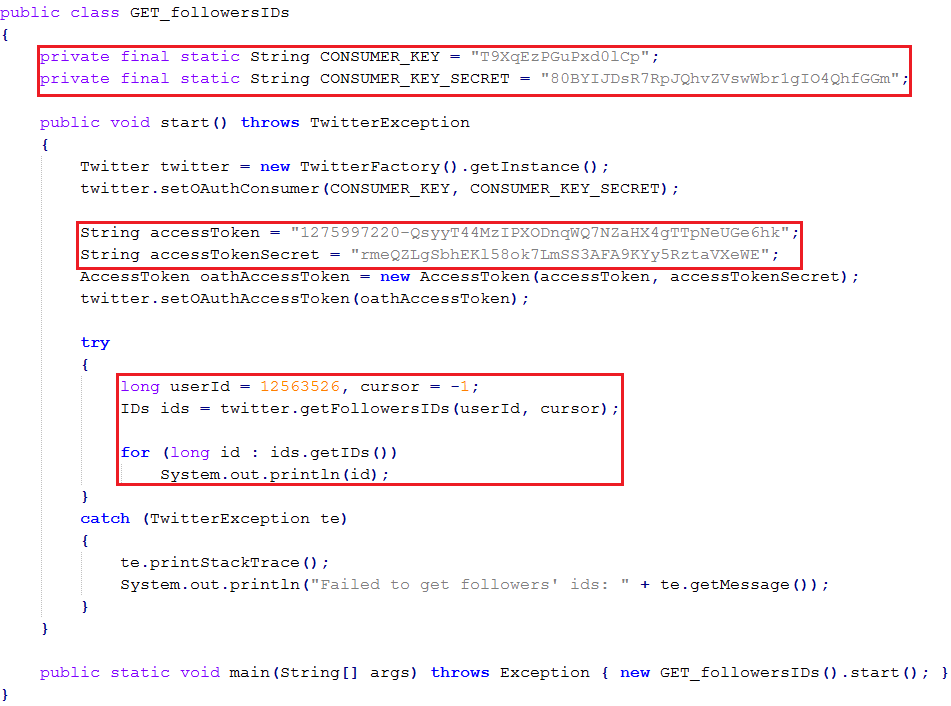 public class GET_followersIDs
{
private final static String CONSUMER_KEY = "T9XqEzPGuPxd0lCp";
private final static String CONSUMER_KEY_SECRET = "80BYIJDsR7RpJQhvZVswWbr1gIO4QhfGGm";
public void start() throws TwitterException
{
Twitter twitter = new TwitterFactory().getInstance();
twitter.setOAuthConsumer(CONSUMER_KEY, CONSUMER_KEY_SECRET);
String accessToken = "1275997220-QsyyT44MzIPXODnqWQ7NZaHX4gTTpNeUGe6hk";
String accessTokenSecret = "rmeQZLgSbhEKl58ok7LmSS3AFA9KYy5RztaVXeWE";
AccessToken oathAccessToken = new AccessToken(accessToken, accessTokenSecret);
twitter.setOAuthAccessToken(oathAccessToken);
try
{
long userId = 12563526, cursor = -1;
IDs ids = twitter.getFollowersIDs(userId, cursor);
for (long id : ids.getIDs())
System.out.println(id);
}
catch (TwitterException te)
{
te.printStackTrace();
System.out.println("Failed to get followers' ids: " + te.getMessage());
}
}
public static void main(String[] args) throws Exception { new GET_followersIDs().start(); }
}